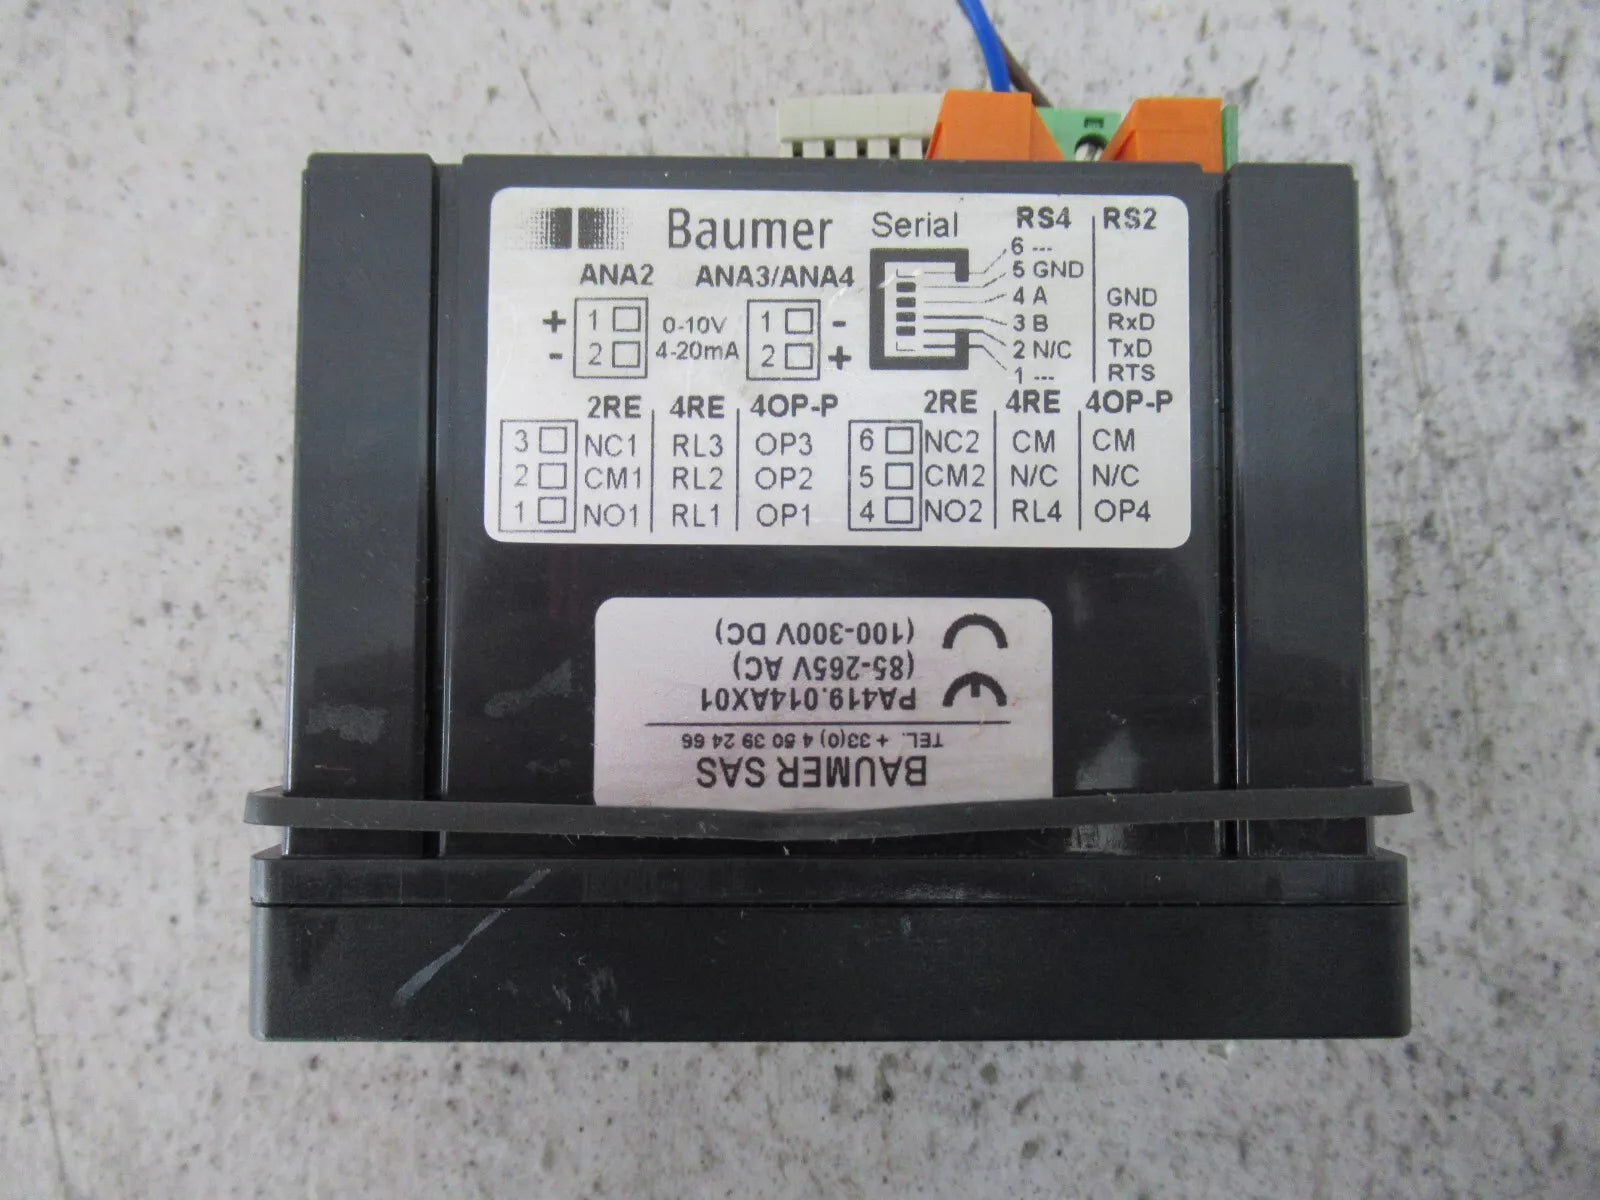 Baumer
Serial RS4 RS2
6 ---
5 GND
4 A GND
3 B RxD
2 N/C TxD
1 --- RTS
ANA2 ANA3/ANA4
+ 1 0-10V 1 -
- 2 4-20mA 2 +
2RE 4RE 4OP-P 2RE 4RE 4OP-P
3 NC1 RL3 OP3 6 NC2 CM CM
2 CM1 RL2 OP2 5 CM2 N/C N/C
1 NO1 RL1 OP1 4 NO2 RL4 OP4
BAUMER SAS
TEL. + 33(0) 4 50 39 24 66
PA419.014AX01
(85-265V AC)
(100-300V DC)
CE